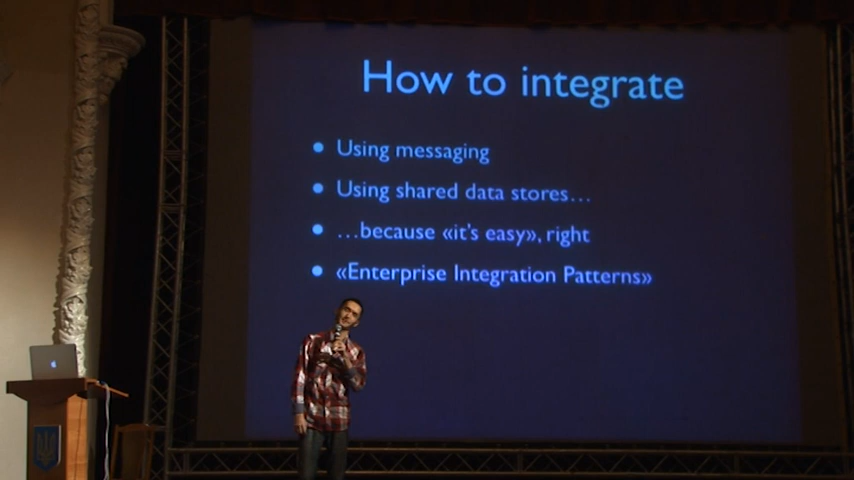 How to integrate
Using messaging
Using shared data stores…
…because «it's easy», right
«Enterprise Integration Patterns»